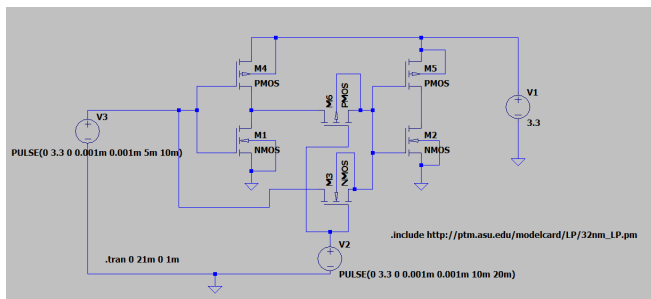 M4
PMOS
M5
PMOS
M6
PMOS
V1
3.3
V3
M1
NMOS
M2
NMOS
PULSE(0 3.3 0 0.001m 0.001m 5m 10m)
M3
NMOS
.include http://ptm.asu.edu/modelcard/LP/32nm_LP.pm
V2
.tran 0 21m 0 1m
PULSE(0 3.3 0 0.001m 0.001m 10m 20m)